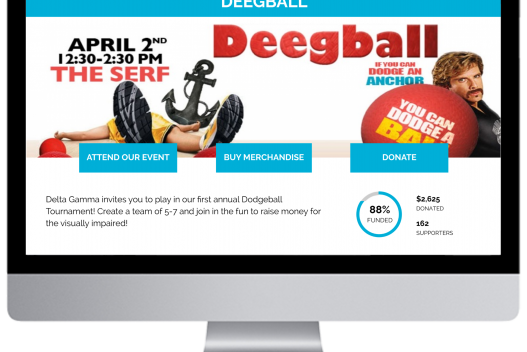 DEEGBALL
APRIL 2ND
12:30-2:30 PM
THE SERF
Deegball
IF YOU CAN
DODGE AN
ANCHOR
YOU CAN
DODGE A
BALL
ATTEND OUR EVENT
BUY MERCHANDISE
DONATE
Delta Gamma invites you to play in our first annual Dodgeball
Tournament! Create a team of 5-7 and join in the fun to raise money for
the visually impaired!
88%
FUNDED
$2,625
DONATED
162
SUPPORTERS